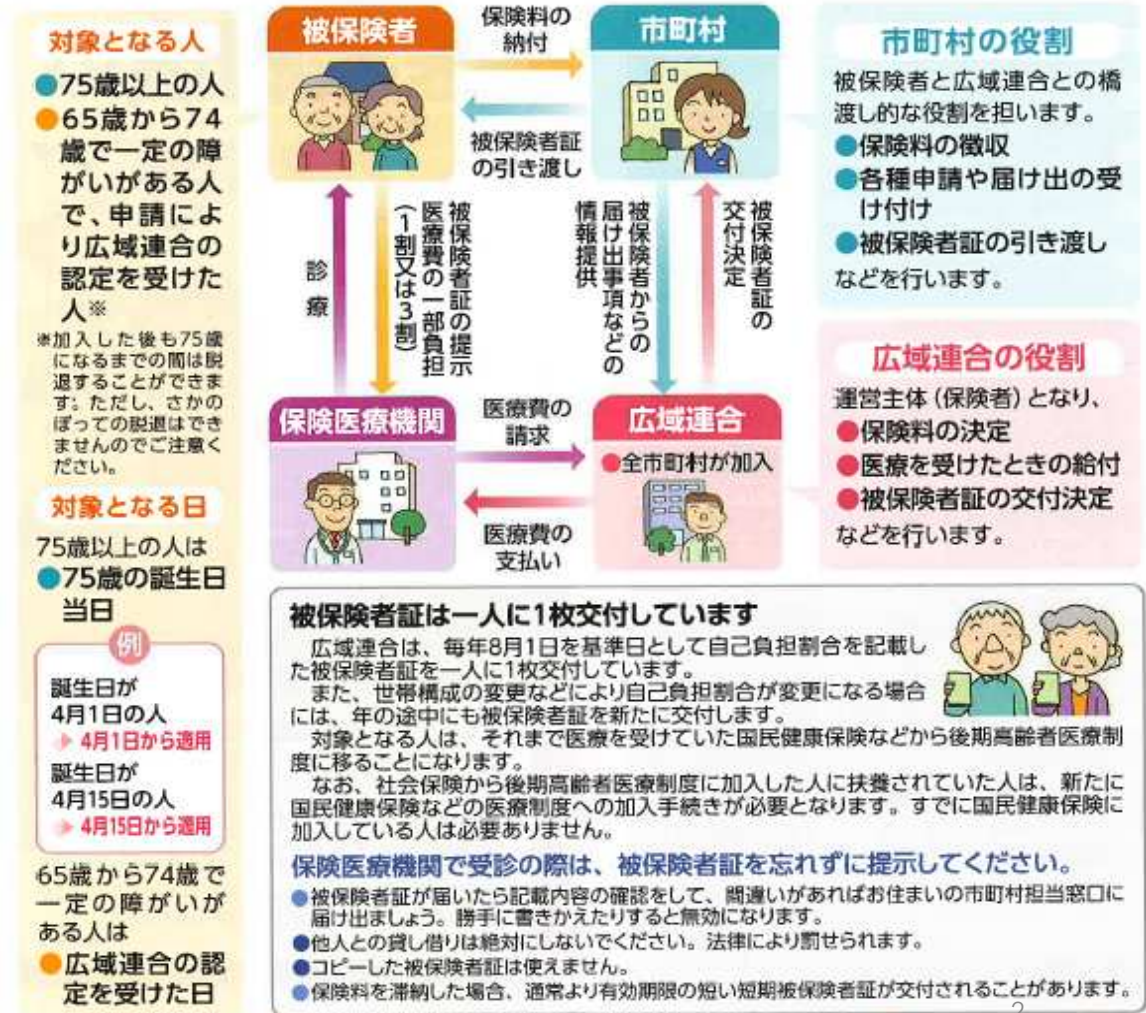 対象となる人
●75歳以上の人
●65歳から74
歳で一定の障
がいがある人
で、申請によ
り広域連合の
認定を受けた
人※
※加入した後も75歳
になるまでの間は脱
退することができま
す。ただし、さかの
ぼっての脱退はでき
ませんのでご注意く
ださい。
対象となる日
75歳以上の人は
●75歳の誕生日
当日
例
誕生日が
4月1日の人
4月1日から適用
誕生日が
4月15日の人
4月15日から適用
65歳から74歳で
一定の障がいが
ある人は
●広域連合の認
定を受けた日
被保険者
保険料の
納付
市町村
被保険者証
の引き渡し
診療
被保険者証の提示
医療費の一部負担
(1割又は3割)
被保険者からの
届け出事項などの
情報提供
被保険者証の
交付決定
保険医療機関
医療費の
請求
広域連合
●全市町村が加入
医療費の
支払い
市町村の役割
被保険者と広域連合との橋
渡し的な役割を担います。
●保険料の徴収
●各種申請や届け出の受
け付け
●被保険者証の引き渡し
などを行います。
広域連合の役割
運営主体(保険者)となり、
●保険料の決定
●医療を受けたときの給付
●被保険者証の交付決定
などを行います。
被保険者証は一人に1枚交付しています
広域連合は、毎年8月1日を基準日として自己負担割合を記載し
た被保険者証を一人に1枚交付しています。
また、世帯構成の変更などにより自己負担割合が変更になる場合
には、年の途中にも被保険者証を新たに交付します。
対象となる人は、それまで医療を受けていた国民健康保険などから後期高齢者医療制
度に移ることになります。
なお、社会保険から後期高齢者医療制度に加入した人に扶養されていた人は、新たに
国民健康保険などの医療制度への加入手続きが必要となります。すでに国民健康保険に
加入している人は必要ありません。
保険医療機関で受診の際は、被保険者証を忘れずに提示してください。
●被保険者証が届いたら記載内容の確認をして、間違いがあればお住まいの市町村担当窓口に
届け出ましょう。勝手に書きかえたりすると無効になります。
●他人との貸し借りは絶対にしないでください。法律により罰せられます。
●コピーした被保険者証は使えません。
●保険料を滞納した場合、通常より有効期限の短い短期被保険者証が交付されることがあります。
2